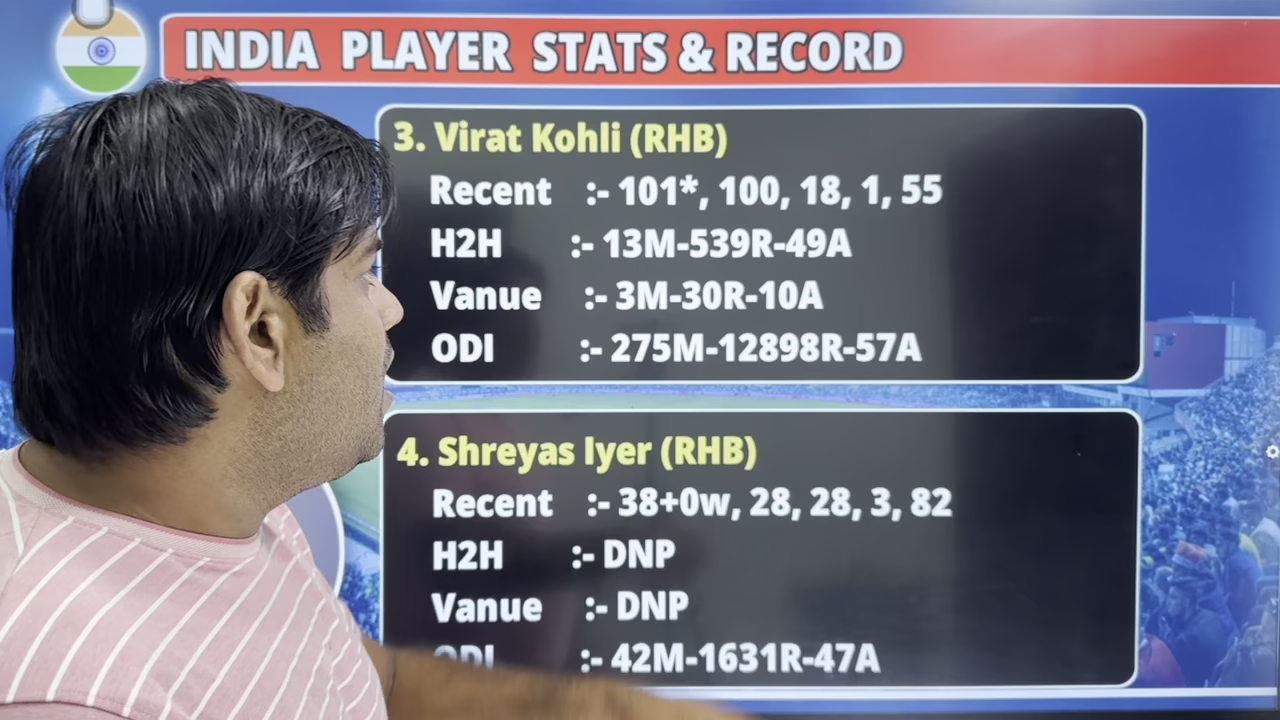 INDIA PLAYER STATS & RECORD
3. Virat Kohli (RHB)
Recent :- 101*, 100, 18, 1, 55
H2H :- 13M-539R-49A
Vanue :- 3M-30R-10A
ODI :- 275M-12898R-57A
4. Shreyas Iyer (RHB)
Recent :- 38+0w, 28, 28, 3, 82
H2H :- DNP
Vanue :- DNP
ODI :- 42M-1631R-47A